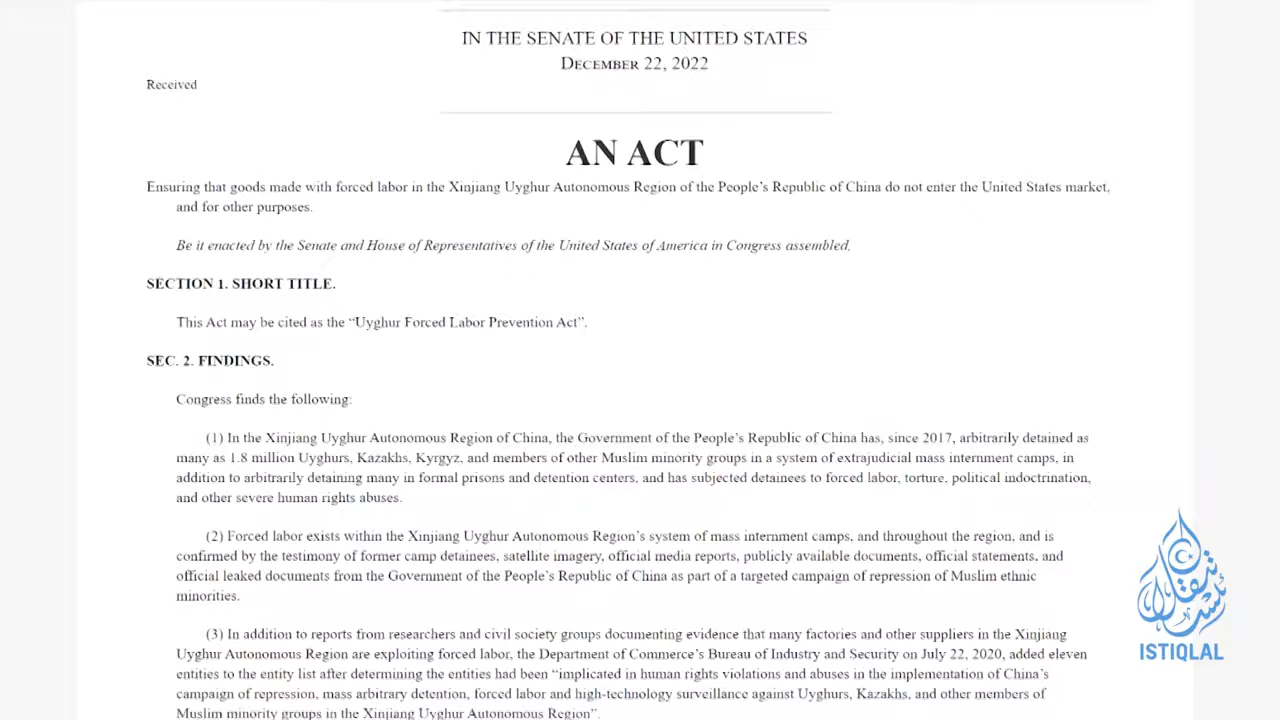 IN THE SENATE OF THE UNITED STATES
DECEMBER 22, 2022
Received
AN ACT
Ensuring that goods made with forced labor in the Xinjiang Uyghur Autonomous Region of the People’s Republic of China do not enter the United States market,
and for other purposes.
Be it enacted by the Senate and House of Representatives of the United States of America in Congress assembled,
SECTION 1. SHORT TITLE.
This Act may be cited as the “Uyghur Forced Labor Prevention Act”.
SEC. 2. FINDINGS.
Congress finds the following:
(1) In the Xinjiang Uyghur Autonomous Region of China, the Government of the People’s Republic of China has, since 2017, arbitrarily detained as
many as 1.8 million Uyghurs, Kazakhs, Kyrgyz, and members of other Muslim minority groups in a system of extrajudicial mass internment camps, in
addition to arbitrarily detaining many in formal prisons and detention centers, and has subjected detainees to forced labor, torture, political indoctrination,
and other severe human rights abuses.
(2) Forced labor exists within the Xinjiang Uyghur Autonomous Region’s system of mass internment camps, and throughout the region, and is
confirmed by the testimony of former camp detainees, satellite imagery, official media reports, publicly available documents, official statements, and
official leaked documents from the Government of the People’s Republic of China as part of a targeted campaign of repression of Muslim ethnic
minorities.
(3) In addition to reports from researchers and civil society groups documenting evidence that many factories and other suppliers in the Xinjiang
Uyghur Autonomous Region are exploiting forced labor, the Department of Commerce’s Bureau of Industry and Security on July 22, 2020, added eleven
entities to the entity list after determining the entities had been “implicated in human rights violations and abuses in the implementation of China’s
campaign of repression, mass arbitrary detention, forced labor and high-technology surveillance against Uyghurs, Kazakhs, and other members of
Muslim minority groups in the Xinjiang Uyghur Autonomous Region”.
ISTIQLAL